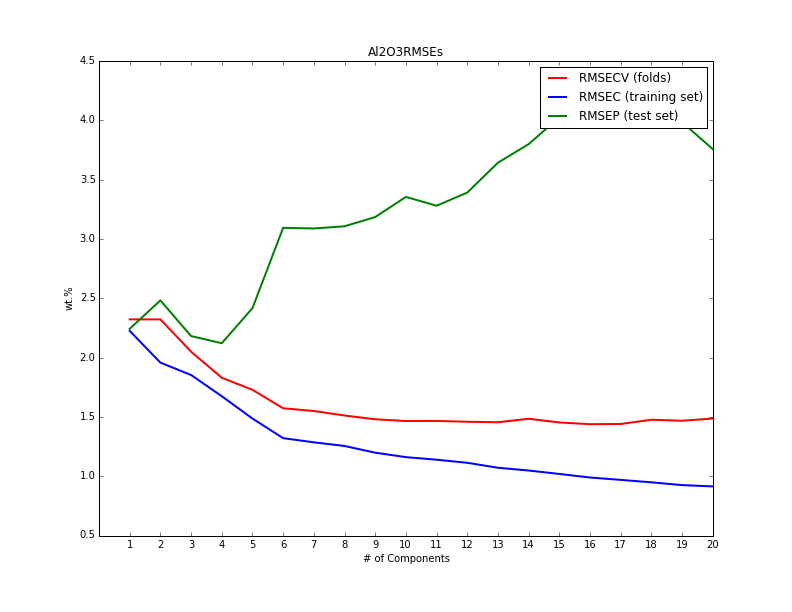 Al2O3RMSEs
4.5
4.0
3.5
3.0
2.5
2.0
1.5
1.0
0.5
wt.%
RMSECV (folds)
RMSEC (training set)
RMSEP (test set)
1 2 3 4 5 6 7 8 9 10 11 12 13 14 15 16 17 18 19 20
# of Components